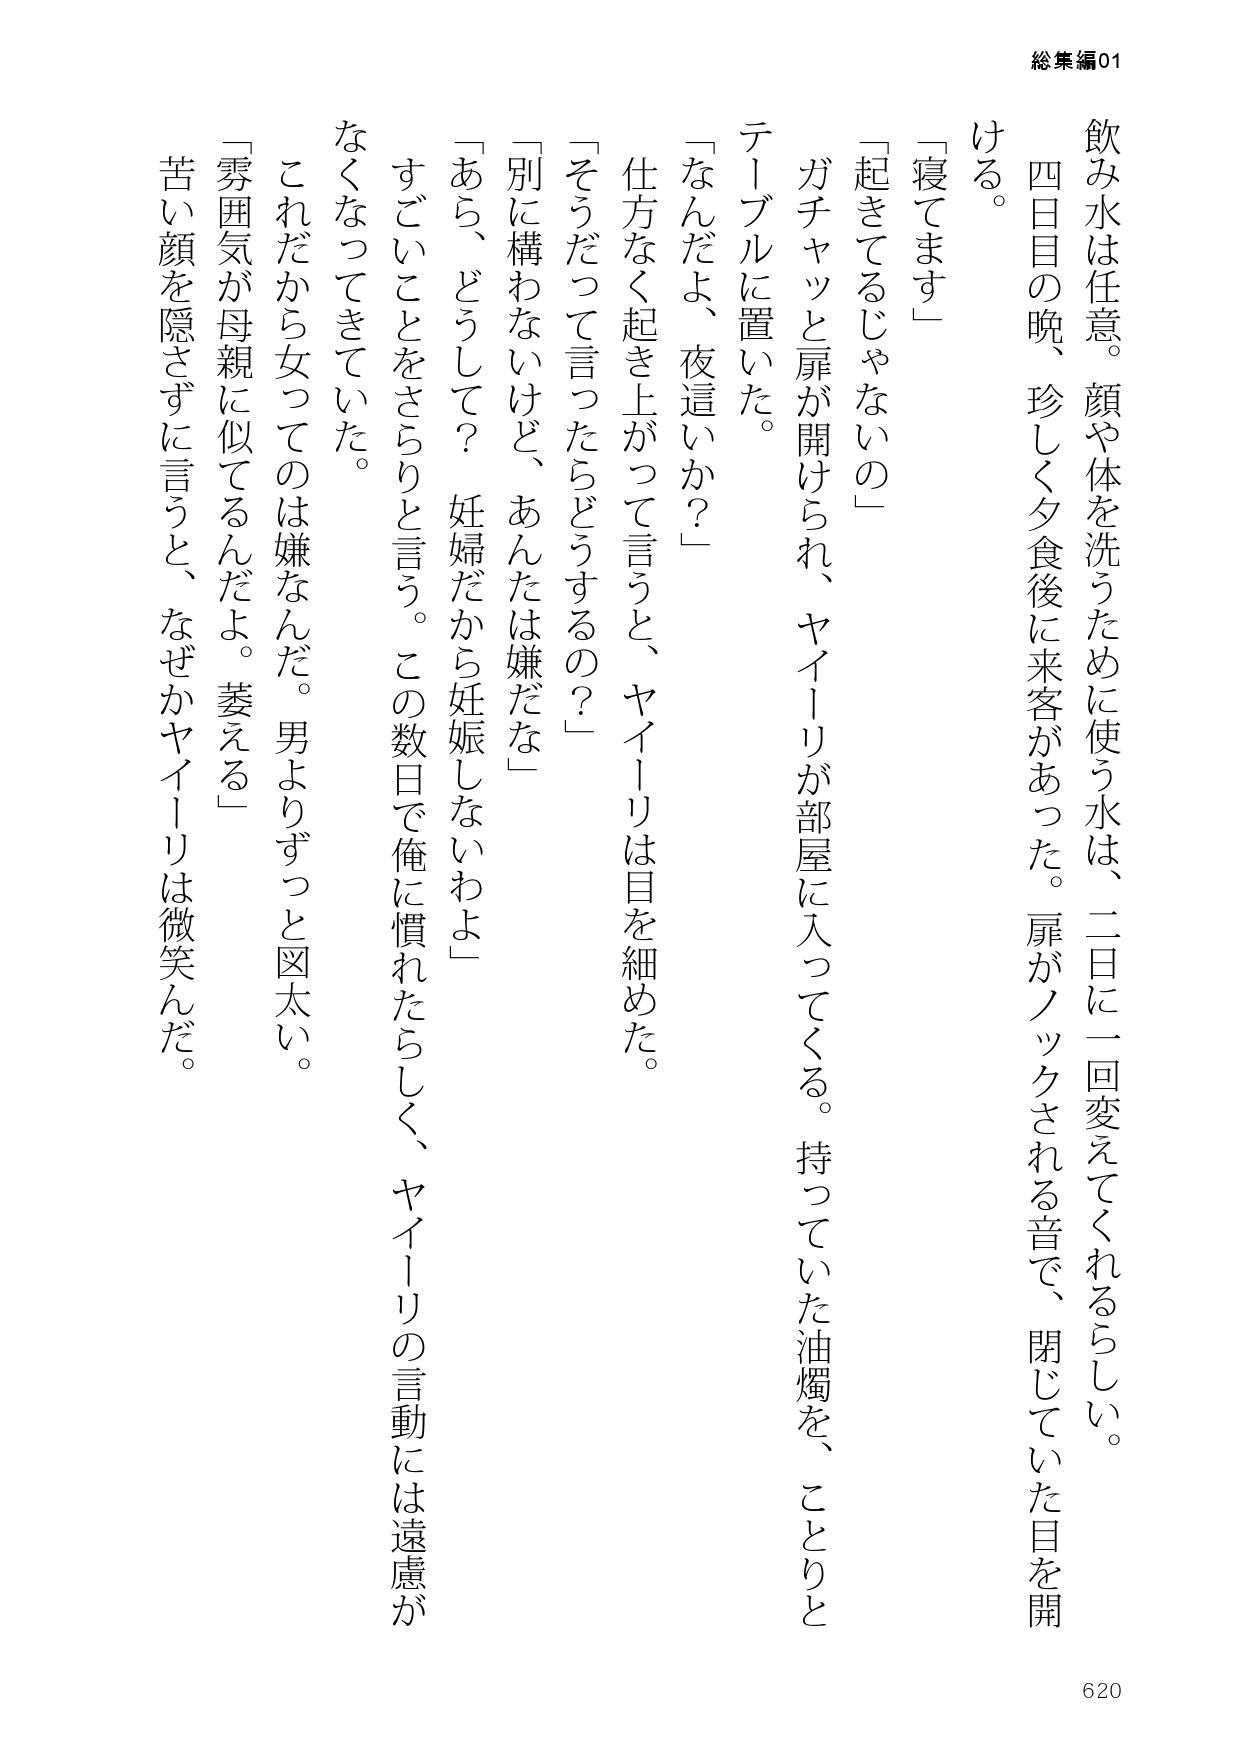 総集編01
飲み水は任意。顔や体を洗うために使う水は、二日に一回変えてくれるらしい。
四日目の晩、珍しく夕食後に来客があった。扉がノックされる音で、閉じていた目を開
ける。
「寝てます」
「起きてるじゃないの」
ガチャッと扉が開けられ、ヤイーリが部屋に入ってくる。持っていた油燭を、ことりと
テーブルに置いた。
「なんだよ、夜這いか？」
仕方なく起き上がって言うと、ヤイーリは目を細めた。
「そうだって言ったらどうするの？」
「別に構わないけど、あんたは嫌だな」
「あら、どうして？　妊婦だから妊娠しないわよ」
すごいことをさらりと言う。この数日で俺に慣れたらしく、ヤイーリの言動には遠慮が
なくなってきていた。
これだから女ってのは嫌なんだ。男よりずっと図太い。
「雰囲気が母親に似てるんだよ。萎える」
苦い顔を隠さずに言うと、なぜかヤイーリは微笑んだ。
620